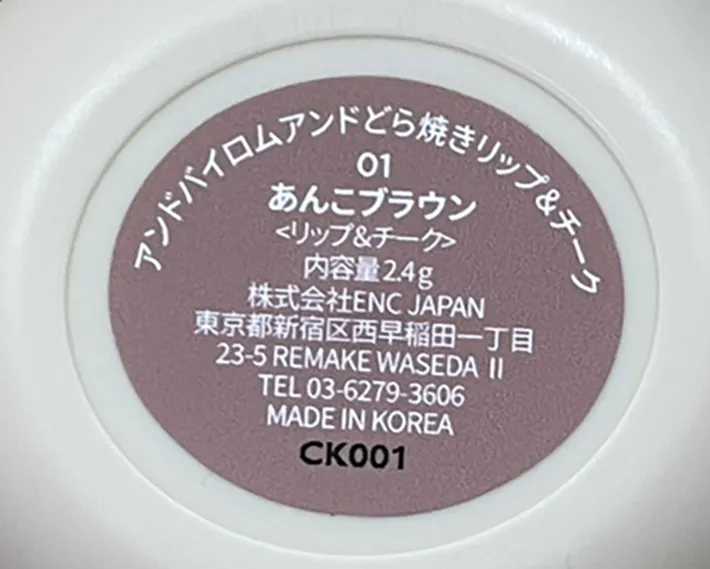 アンドバイロムアンドどら焼きリップ&チーク
01
あんこブラウン
<リップ&チーク>
内容量2.4g
株式会社ENC JAPAN
東京都新宿区西早稲田一丁目
23-5 REMAKE WASEDA II
TEL 03-6279-3606
MADE IN KOREA
CK001